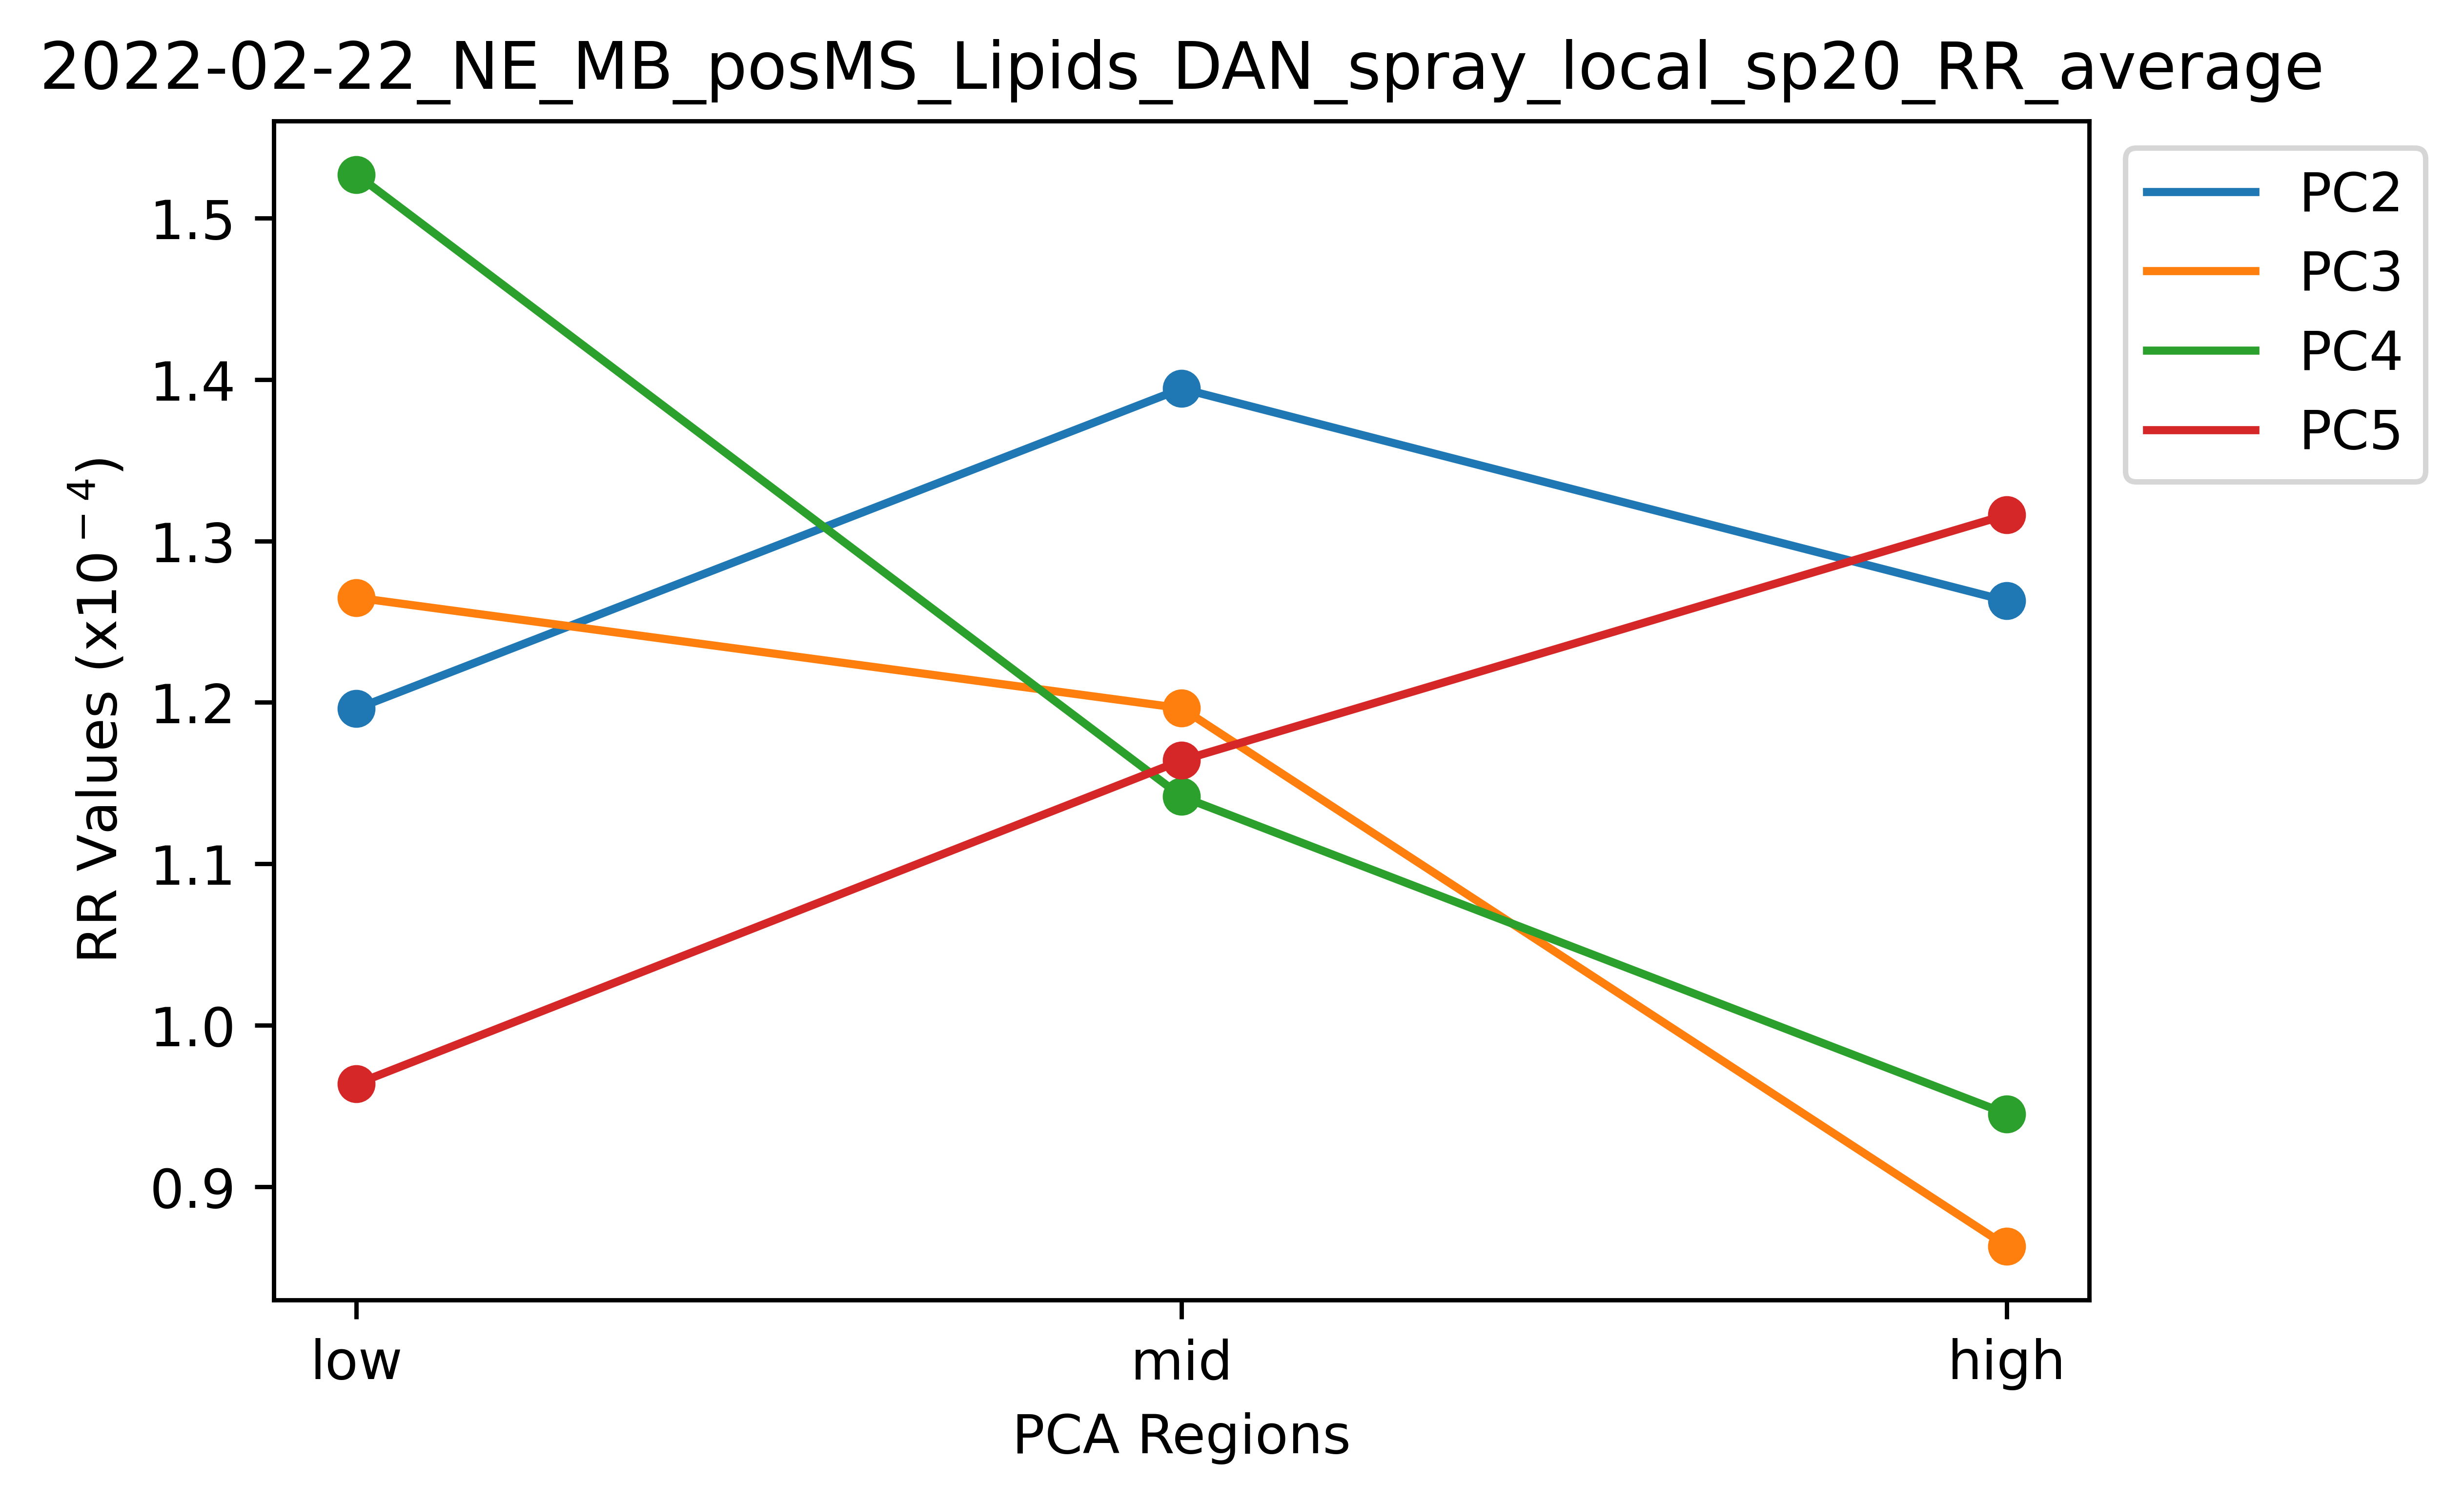 2022-02-22_NE_MB_posMS_Lipids_DAN_spray_local_sp20_RR_average
PC2
PC3
PC4
PC5
1.5
1.4
1.3
1.2
1.1
1.0
0.9
RR Values (x10⁻⁴)
low mid high
PCA Regions